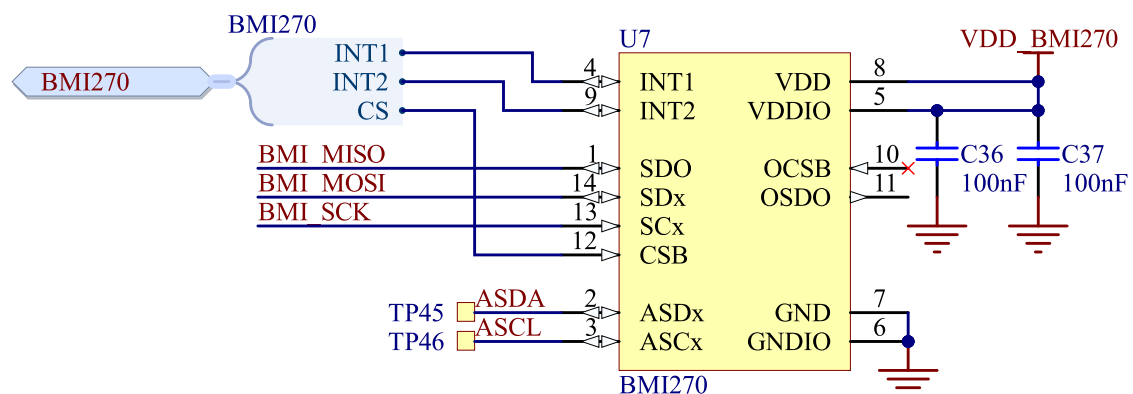 BMI270
BMI270
INT1
INT2
CS
BMI_MISO
BMI_MOSI
BMI_SCK
TP45
ASDA
TP46
ASCL
U7
4
INT1
9
INT2
1
SDO
14
SDx
13
SCx
12
CSB
2
ASDx
3
ASCx
VDD
8
VDDIO
5
OCSB
10
OSDO
11
GND
7
GNDIO
6
BMI270
VDD_BMI270
C36
100nF
C37
100nF